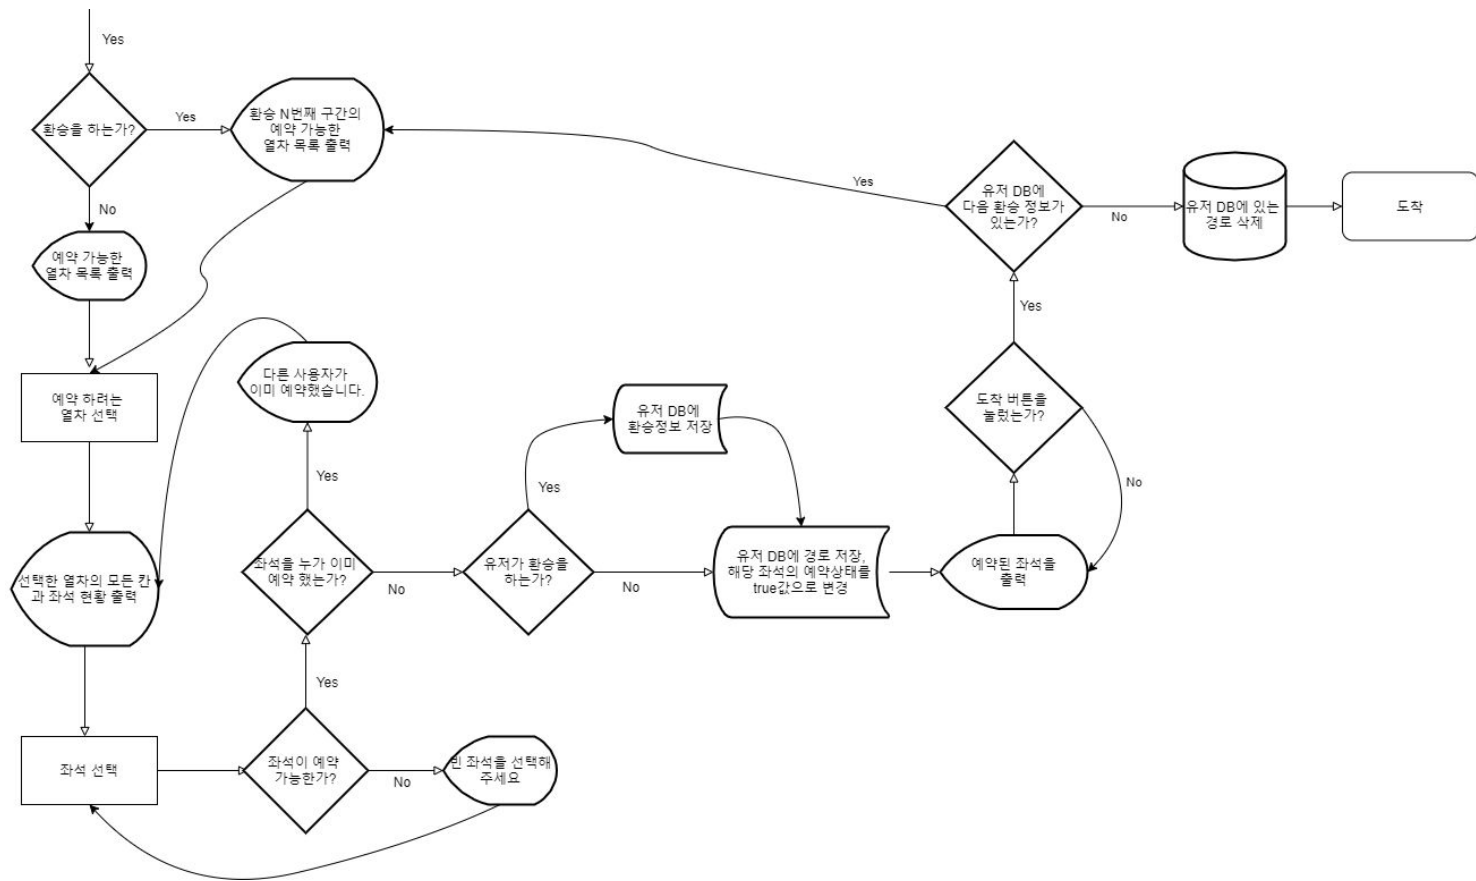 Yes
환승을 하는가?
Yes
환승 N번째 구간의
예약 가능한
열차 목록 출력
No
예약 가능한
열차 목록 출력
예약 하려는
열차 선택
선택한 열차의 모든 칸
과 좌석 현황 출력
좌석 선택
좌석이 예약
가능한가?
No
빈 좌석을 선택해
주세요
Yes
좌석을 누가 이미
예약 했는가?
Yes
다른 사용자가
이미 예약했습니다.
No
유저가 환승을
하는가?
Yes
유저 DB에
환승정보 저장
No
유저 DB에 경로 저장,
해당 좌석의 예약상태를
true값으로 변경
예약된 좌석을
출력
도착 버튼을
눌렀는가?
No
Yes
유저 DB에
다음 환승 정보가
있는가?
Yes
No
유저 DB에 있는
경로 삭제
도착